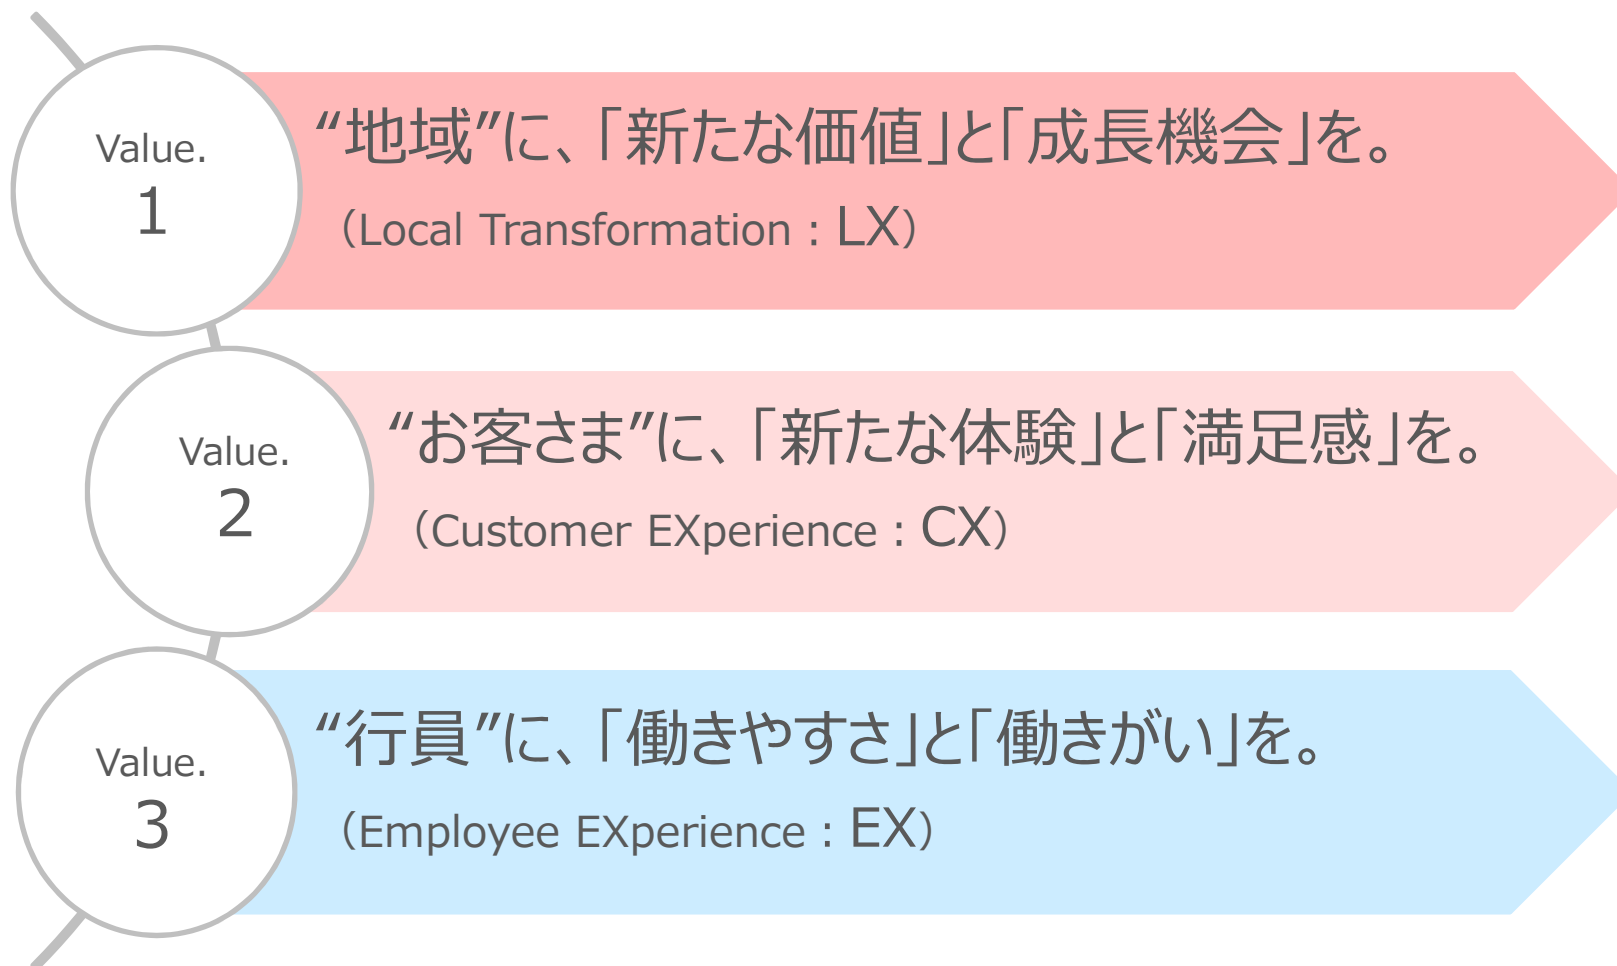 Value.
1
“地域”に、「新たな価値」と「成長機会」を。
（Local Transformation：LX）
Value.
2
“お客さま”に、「新たな体験」と「満足感」を。
（Customer EXperience：CX）
Value.
3
“行員”に、「働きやすさ」と「働きがい」を。
（Employee EXperience：EX）